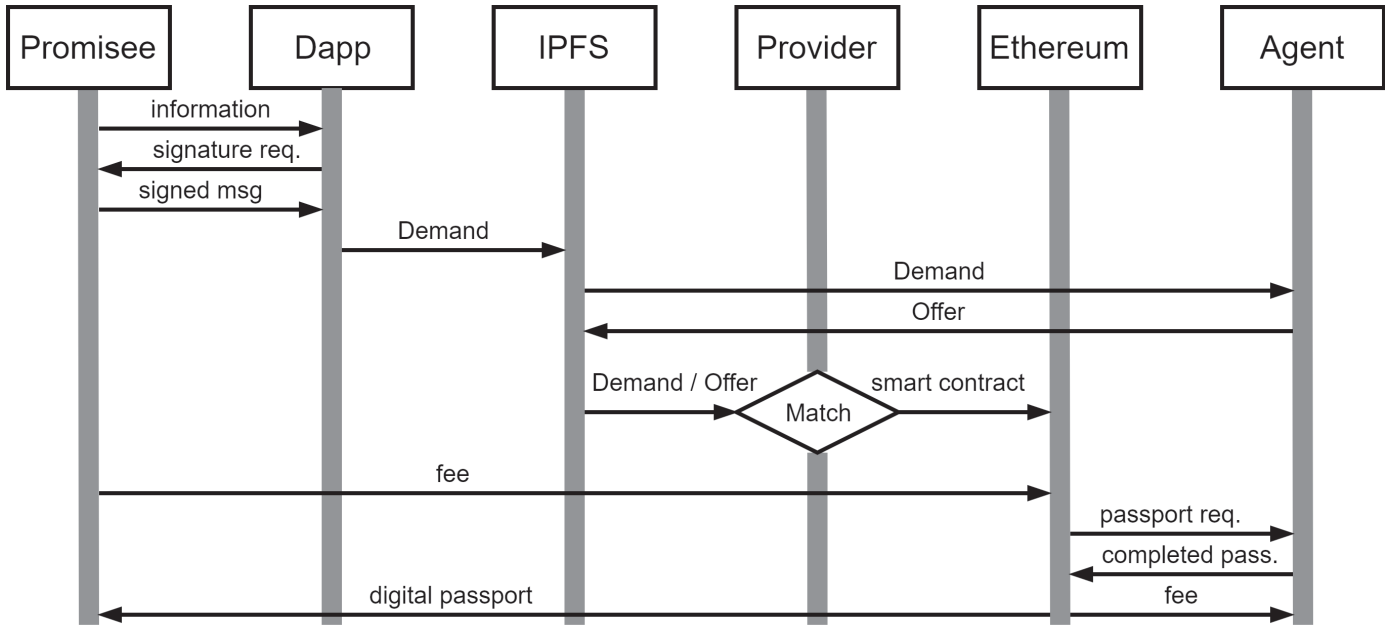 Promisee
Dapp
IPFS
Provider
Ethereum
Agent
information
signature req.
signed msg
Demand
Demand
Offer
Demand / Offer
Match
smart contract
fee
passport req.
completed pass.
digital passport
fee